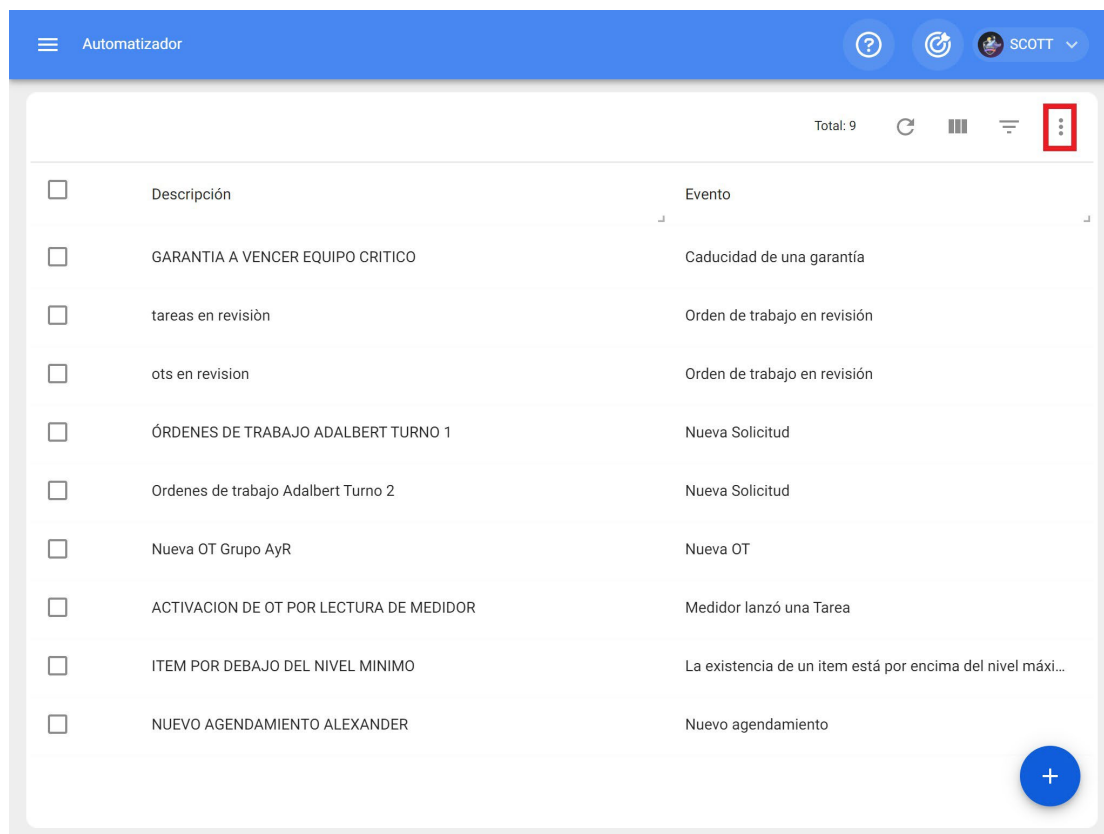 Automatizador
SCOTT
Total: 9
Descripción Evento
GARANTIA A VENCER EQUIPO CRITICO Caducidad de una garantía
tareas en revisiòn Orden de trabajo en revisión
ots en revision Orden de trabajo en revisión
ÓRDENES DE TRABAJO ADALBERT TURNO 1 Nueva Solicitud
Ordenes de trabajo Adalbert Turno 2 Nueva Solicitud
Nueva OT Grupo AyR Nueva OT
ACTIVACION DE OT POR LECTURA DE MEDIDOR Medidor lanzó una Tarea
ITEM POR DEBAJO DEL NIVEL MINIMO La existencia de un item está por encima del nivel máxi...
NUEVO AGENDAMIENTO ALEXANDER Nuevo agendamiento